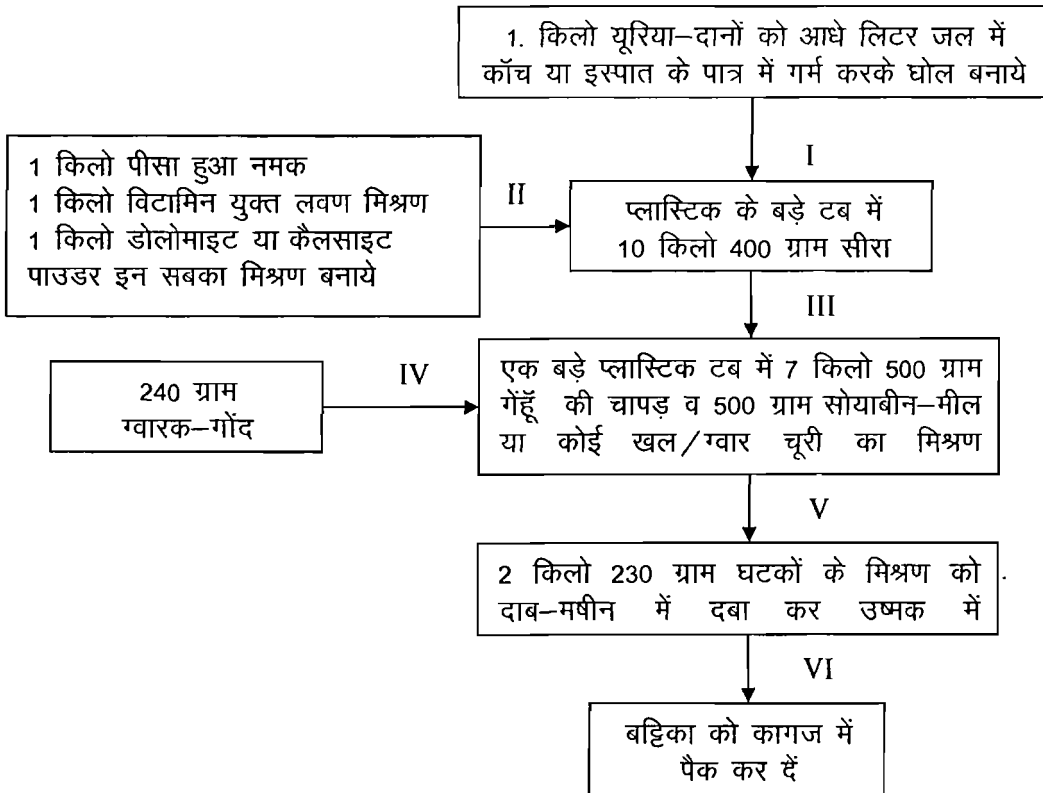 1. किलो यूरिया–दानों को आधे लिटर जल में
कॉच या इस्पात के पात्र में गर्म करके घोल बनाये
I
1 किलो पीसा हुआ नमक
1 किलो विटामिन युक्त लवण मिश्रण
1 किलो डोलोमाइट या कैलसाइट
पाउडर इन सबका मिश्रण बनाये
II
प्लास्टिक के बड़े टब में
10 किलो 400 ग्राम सीरा
III
240 ग्राम
ग्वारक–गोंद
IV
एक बड़े प्लास्टिक टब में 7 किलो 500 ग्राम
गेंहूॅ की चापड़ व 500 ग्राम सोयाबीन–मील
या कोई खल/ग्वार चूरी का मिश्रण
V
2 किलो 230 ग्राम घटकों के मिश्रण को
दाब–मषीन में दबा कर उष्मक में
VI
बट्टिका को कागज में
पैक कर दें